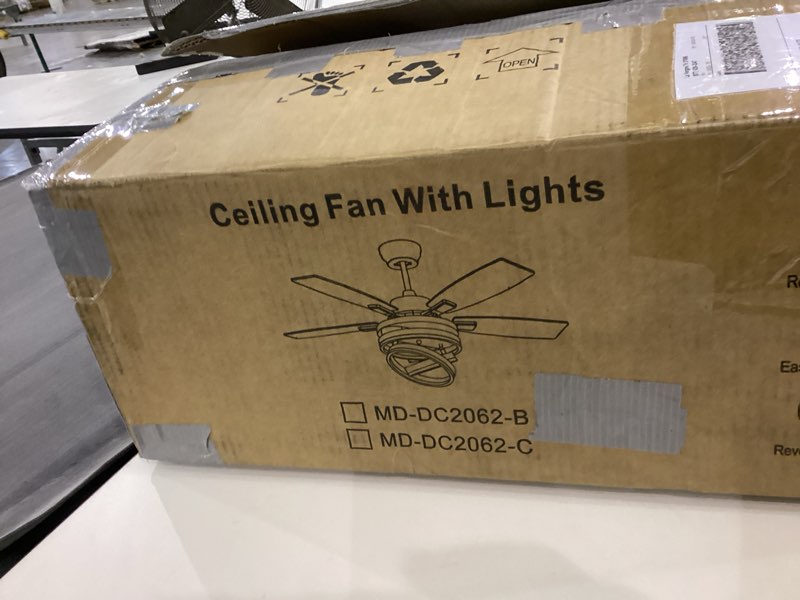 OPEN
Ceiling Fan With Lights
MD-DC2062-B
MD-DC2062-C